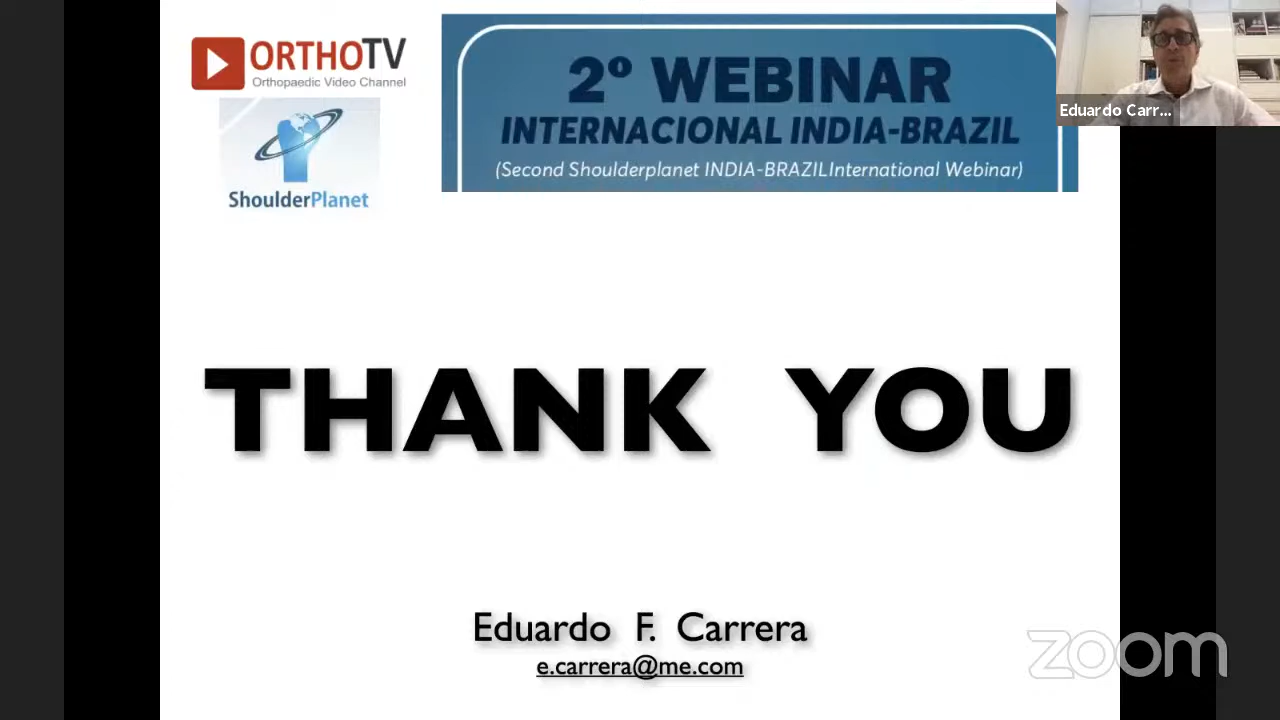 ORTHOTV
Orthopaedic Video Channel
ShoulderPlanet
2º WEBINAR
INTERNACIONAL INDIA-BRAZIL
(Second Shoulderplanet INDIA-BRAZILInternational Webinar)
Eduardo Carr...
THANK YOU
Eduardo F. Carrera
e.carrera@me.com
zoom